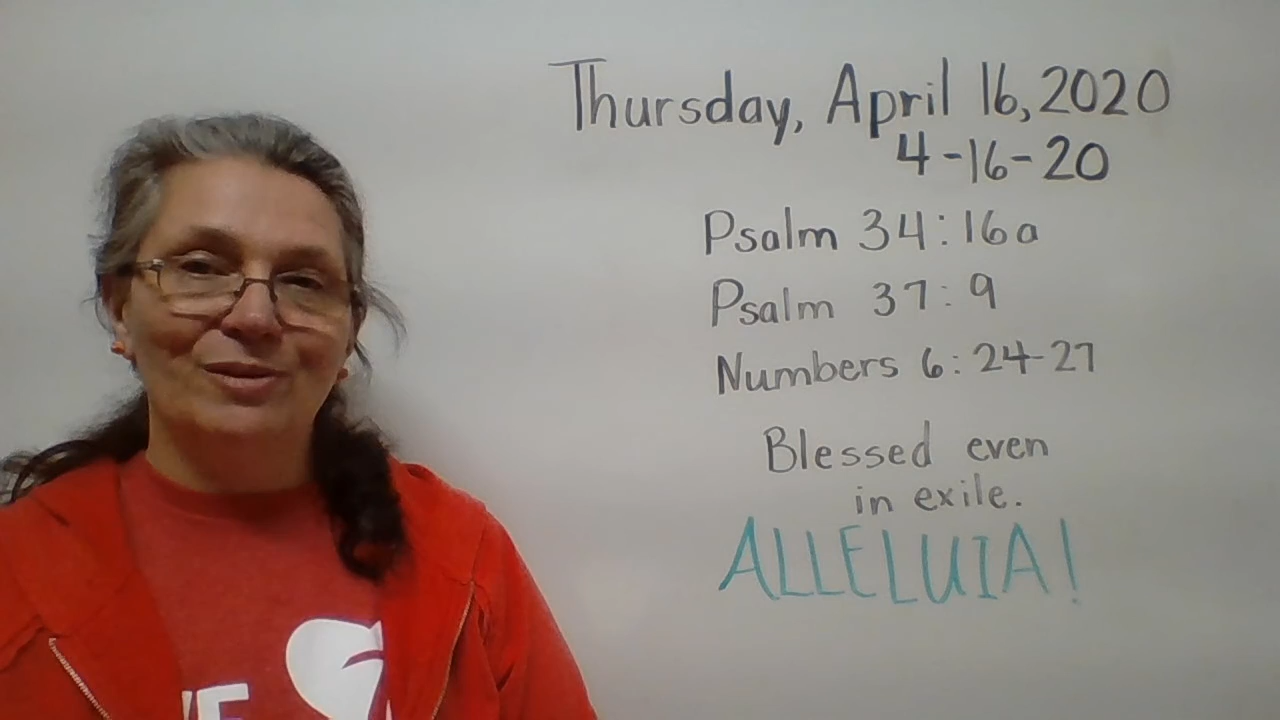 Thursday, April 16, 2020
4-16-20
Psalm 34:16a
Psalm 37:9
Numbers 6:24-27
Blessed even
in exile.
ALLELUIA!